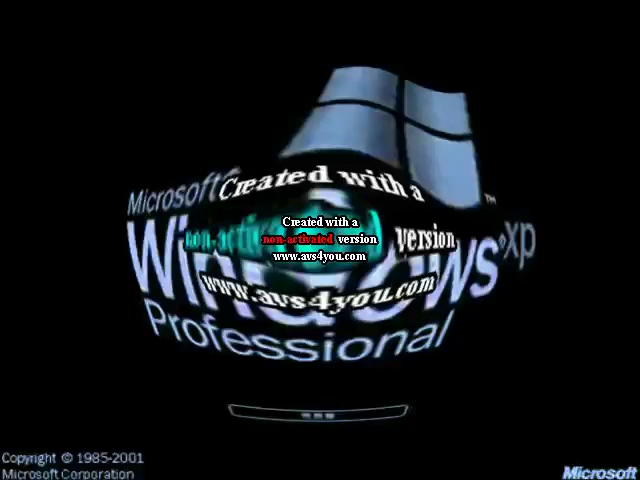 Microsoft®
Created with a
™
Created with a
non-activated version
www.avs4you.com
version
Windows xp
www.avs4you.com
Professional
Copyright © 1985-2001
Microsoft Corporation
Microsoft